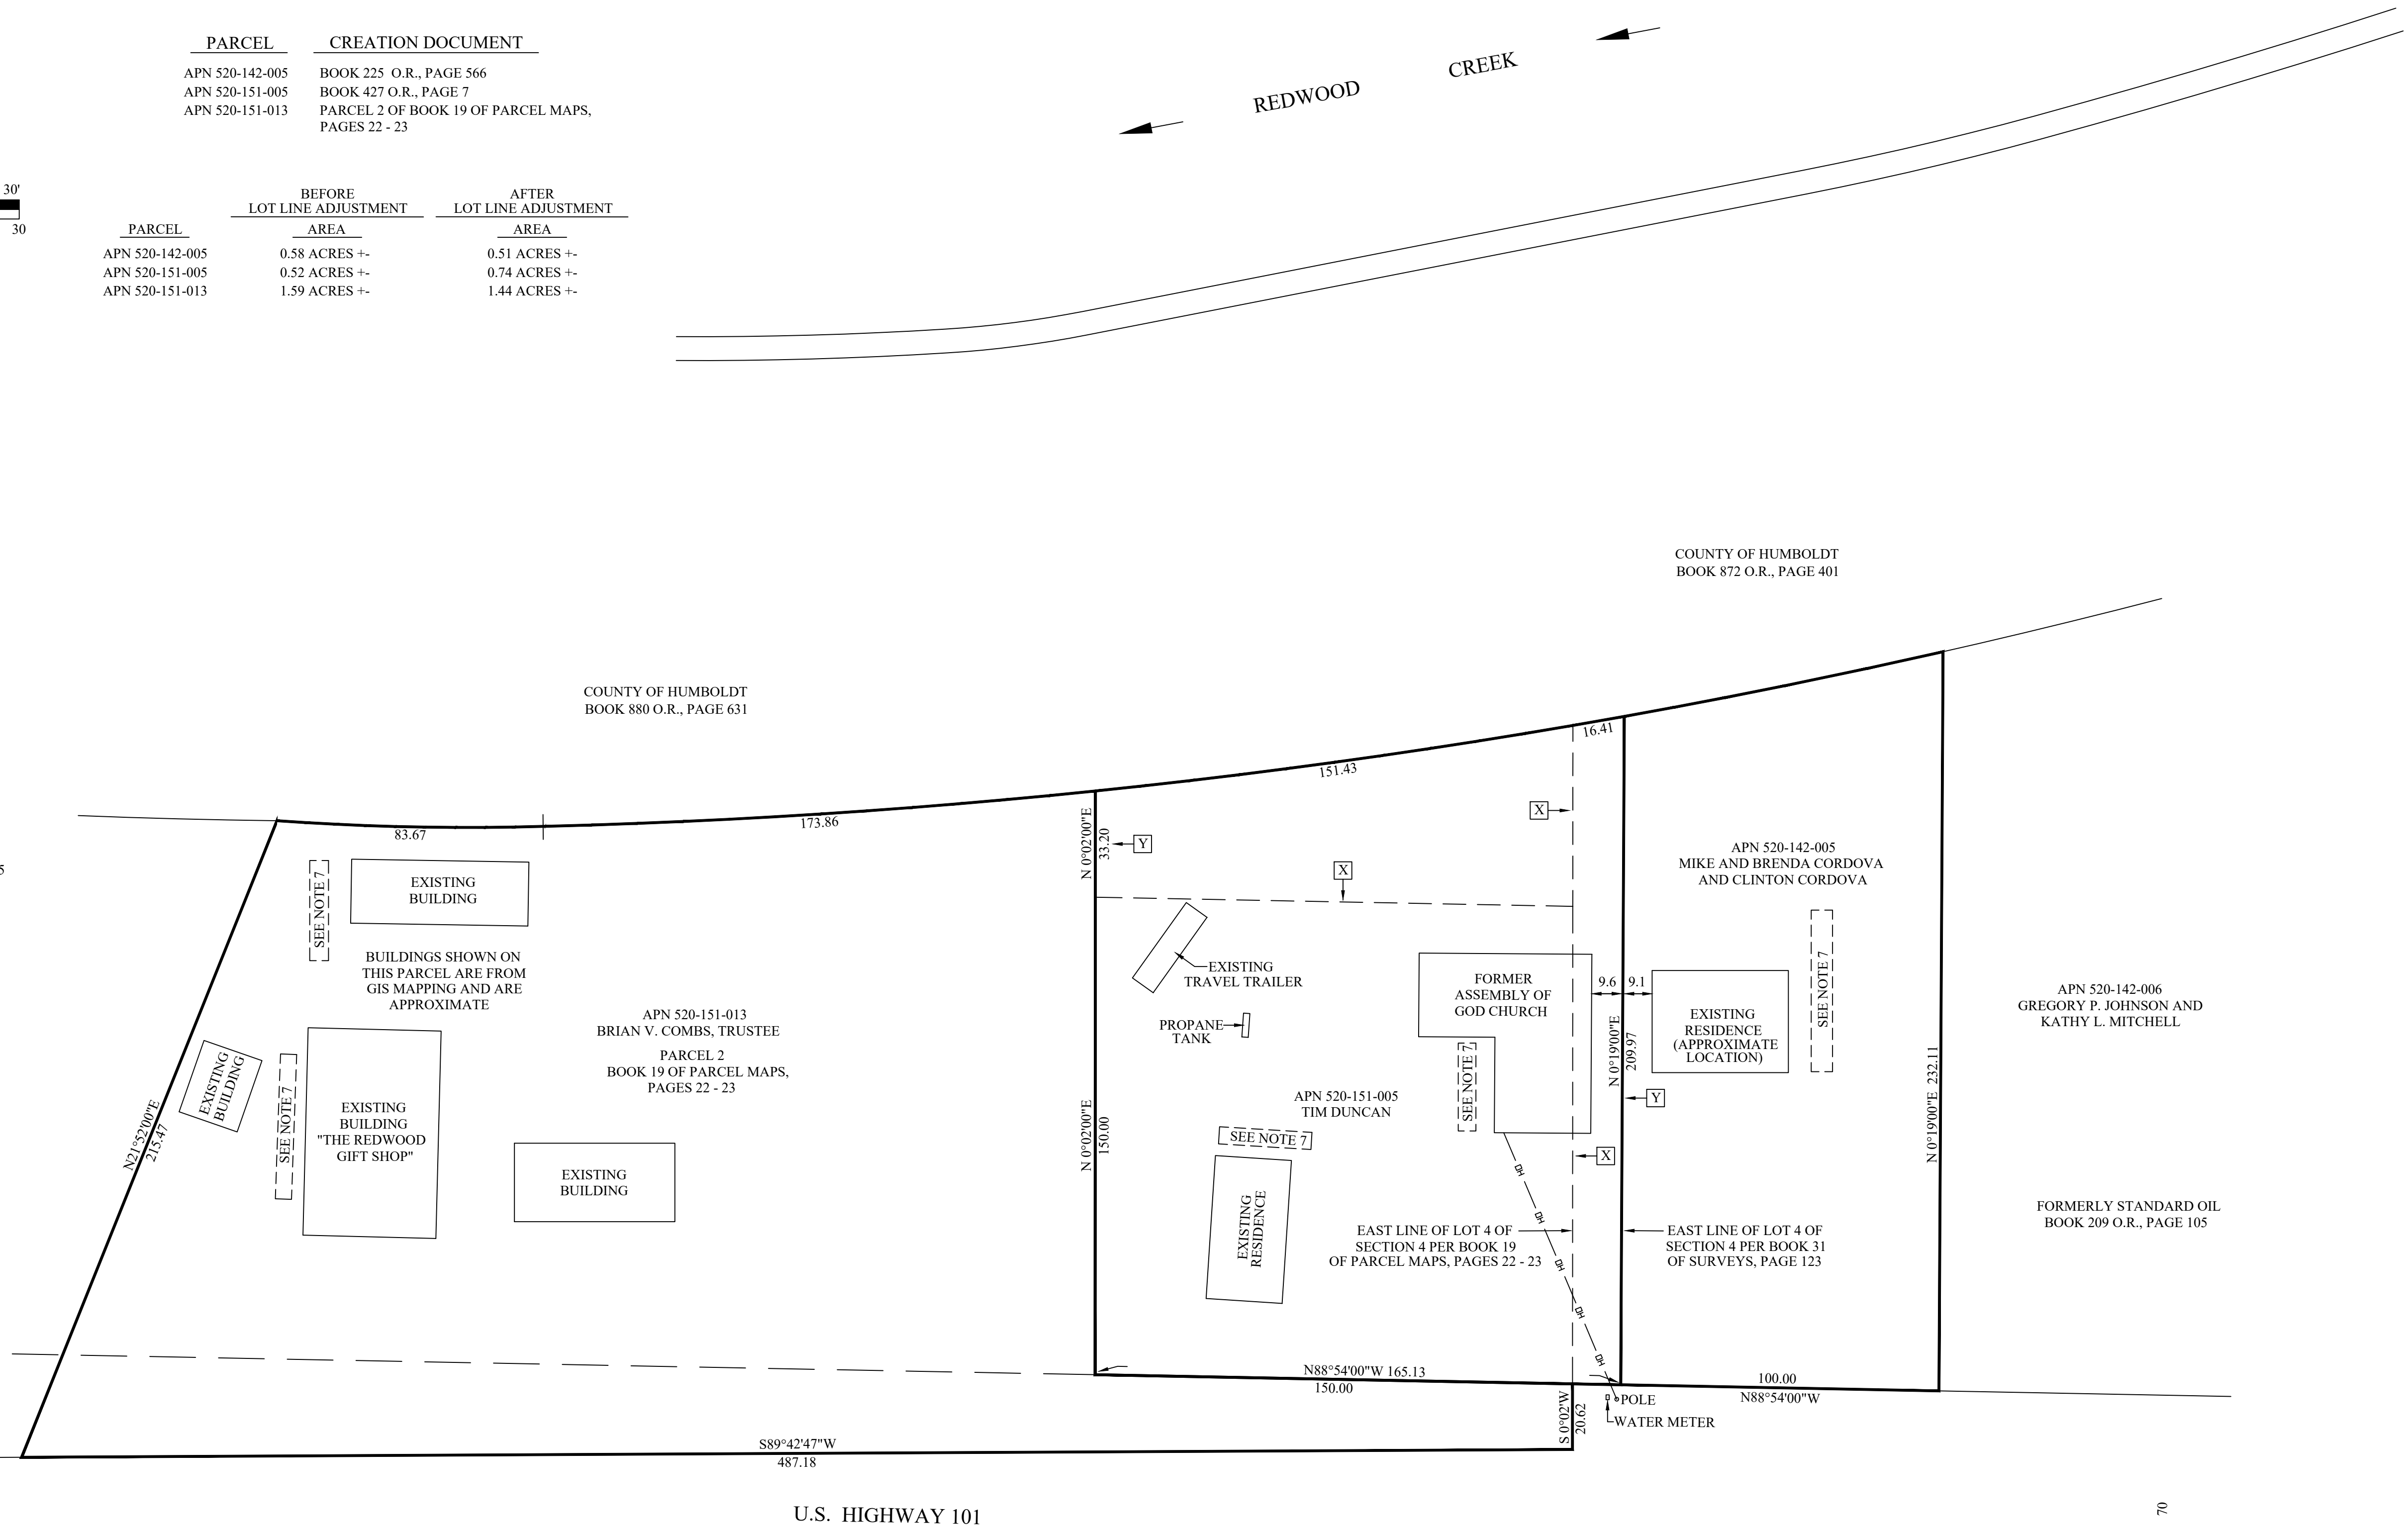 PARCEL CREATION DOCUMENT
APN 520-142-005 BOOK 225 O.R., PAGE 566
APN 520-151-005 BOOK 427 O.R., PAGE 7
APN 520-151-013 PARCEL 2 OF BOOK 19 OF PARCEL MAPS,
PAGES 22 - 23
REDWOOD CREEK
30'
30
BEFORE AFTER
LOT LINE ADJUSTMENT LOT LINE ADJUSTMENT
PARCEL AREA AREA
APN 520-142-005 0.58 ACRES +- 0.51 ACRES +-
APN 520-151-005 0.52 ACRES +- 0.74 ACRES +-
APN 520-151-013 1.59 ACRES +- 1.44 ACRES +-
COUNTY OF HUMBOLDT
BOOK 872 O.R., PAGE 401
COUNTY OF HUMBOLDT
BOOK 880 O.R., PAGE 631
83.67
173.86
151.43
16.41
N 0°02'00"E
33.20
Y
X
X
5
SEE NOTE 7
EXISTING
BUILDING
BUILDINGS SHOWN ON
THIS PARCEL ARE FROM
GIS MAPPING AND ARE
APPROXIMATE
APN 520-151-013
BRIAN V. COMBS, TRUSTEE
PARCEL 2
BOOK 19 OF PARCEL MAPS,
PAGES 22 - 23
N21°52'00"E
215.47
EXISTING
BUILDING
SEE NOTE 7
EXISTING
BUILDING
"THE REDWOOD
GIFT SHOP"
EXISTING
BUILDING
N 0°02'00"E
150.00
EXISTING
TRAVEL TRAILER
PROPANE
TANK
FORMER
ASSEMBLY OF
GOD CHURCH
SEE NOTE 7
APN 520-151-005
TIM DUNCAN
SEE NOTE 7
EXISTING
RESIDENCE
9.6 9.1
N 0°19'00"E
209.97
Y
X
APN 520-142-005
MIKE AND BRENDA CORDOVA
AND CLINTON CORDOVA
SEE NOTE 7
EXISTING
RESIDENCE
(APPROXIMATE
LOCATION)
N 0°19'00"E 232.11
APN 520-142-006
GREGORY P. JOHNSON AND
KATHY L. MITCHELL
FORMERLY STANDARD OIL
BOOK 209 O.R., PAGE 105
EAST LINE OF LOT 4 OF
SECTION 4 PER BOOK 19
OF PARCEL MAPS, PAGES 22 - 23
EAST LINE OF LOT 4 OF
SECTION 4 PER BOOK 31
OF SURVEYS, PAGE 123
OH
OH
OH
OH
OH
N88°54'00"W 165.13
150.00
100.00
N88°54'00"W
S 0°02'W
20.62
POLE
WATER METER
S89°42'47"W
487.18
U.S. HIGHWAY 101
70